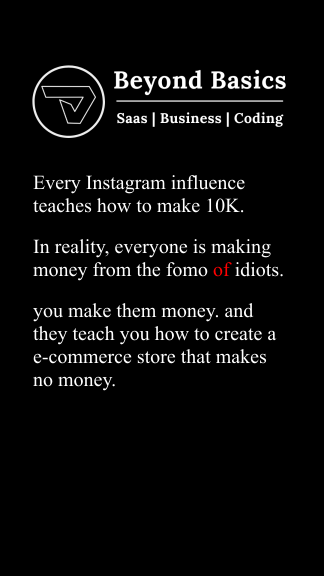 Beyond Basics
Saas | Business | Coding
Every Instagram influence
teaches how to make 10K.
In reality, everyone is making
money from the fomo of idiots.
you make them money. and
they teach you how to create a
e-commerce store that makes
no money.